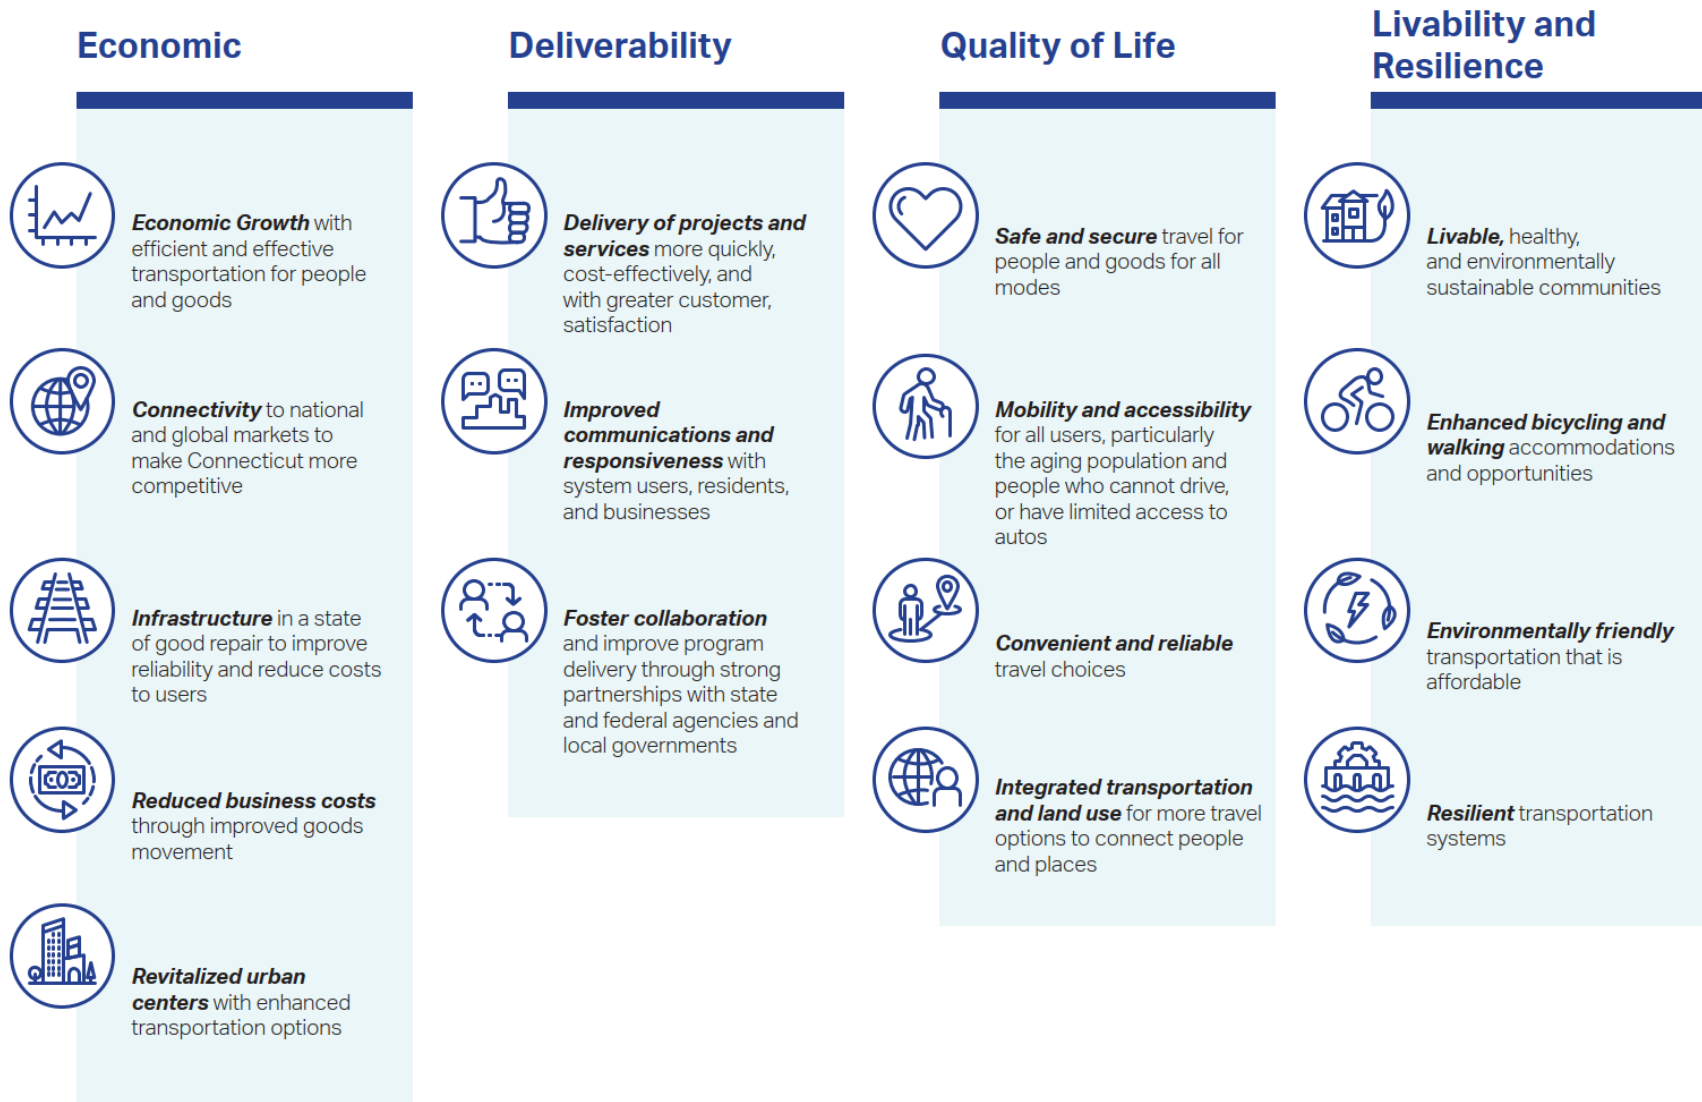 Economic
Economic Growth with
efficient and effective
transportation for people
and goods
Connectivity to national
and global markets to
make Connecticut more
competitive
Infrastructure in a state
of good repair to improve
reliability and reduce costs
to users
Reduced business costs
through improved goods
movement
Revitalized urban
centers with enhanced
transportation options
Deliverability
Delivery of projects and
services more quickly,
cost-effectively, and
with greater customer,
satisfaction
Improved
communications and
responsiveness with
system users, residents,
and businesses
Foster collaboration
and improve program
delivery through strong
partnerships with state
and federal agencies and
local governments
Quality of Life
Safe and secure travel for
people and goods for all
modes
Mobility and accessibility
for all users, particularly
the aging population and
people who cannot drive,
or have limited access to
autos
Convenient and reliable
travel choices
Integrated transportation
and land use for more travel
options to connect people
and places
Livability and
Resilience
Livable, healthy,
and environmentally
sustainable communities
Enhanced bicycling and
walking accommodations
and opportunities
Environmentally friendly
transportation that is
affordable
Resilient transportation
systems